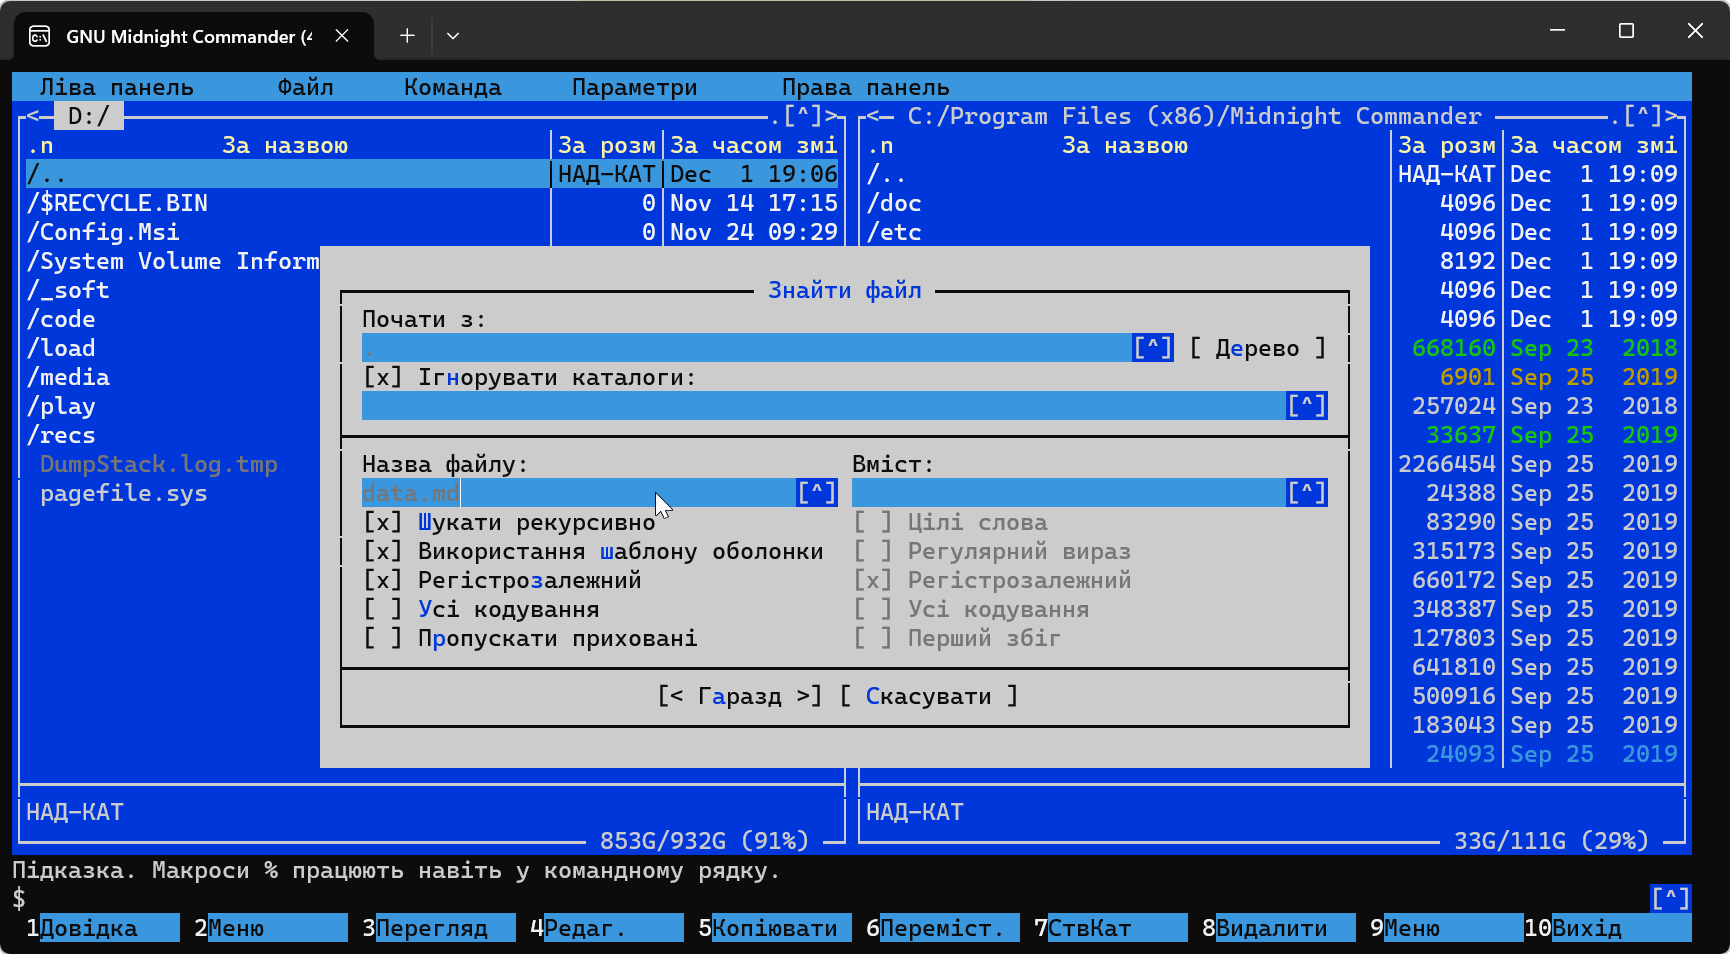 GNU Midnight Commander (4
Ліва панель Файл Команда Параметри Права панель
<─ D:/ .[^]> <─ C:/Program Files (x86)/Midnight Commander .[^]>
.n За назвою За розм За часом змі .n За назвою За розм За часом змі
/.. НАД-КАТ Dec 1 19:06 /.. НАД-КАТ Dec 1 19:09
/$RECYCLE.BIN 0 Nov 14 17:15 /doc 4096 Dec 1 19:09
/Config.Msi 0 Nov 24 09:29 /etc 4096 Dec 1 19:09
/System Volume Inform 8192 Dec 1 19:09
/_soft Знайти файл 4096 Dec 1 19:09
/code Почати з: 4096 Dec 1 19:09
/load . [^] [ Дерево ] 668160 Sep 23 2018
/media [x] Ігнорувати каталоги: 6901 Sep 25 2019
/play [^] 257024 Sep 23 2018
/recs 33637 Sep 25 2019
DumpStack.log.tmp Назва файлу: Вміст: 2266454 Sep 25 2019
pagefile.sys data.md [^] [^] 24388 Sep 25 2019
[x] Шукати рекурсивно [ ] Цілі слова 83290 Sep 25 2019
[x] Використання шаблону оболонки [ ] Регулярний вираз 315173 Sep 25 2019
[x] Регістрозалежний [x] Регістрозалежний 660172 Sep 25 2019
[ ] Усі кодування [ ] Усі кодування 348387 Sep 25 2019
[ ] Пропускати приховані [ ] Перший збіг 127803 Sep 25 2019
641810 Sep 25 2019
[< Гаразд >] [ Скасувати ] 500916 Sep 25 2019
183043 Sep 25 2019
24093 Sep 25 2019
НАД-КАТ НАД-КАТ
853G/932G (91%) 33G/111G (29%)
Підказка. Макроси % працюють навіть у командному рядку.
$ [^]
1Довідка 2Меню 3Перегляд 4Редаг. 5Копіювати 6Переміст. 7СтвКат 8Видалити 9Меню 10Вихід